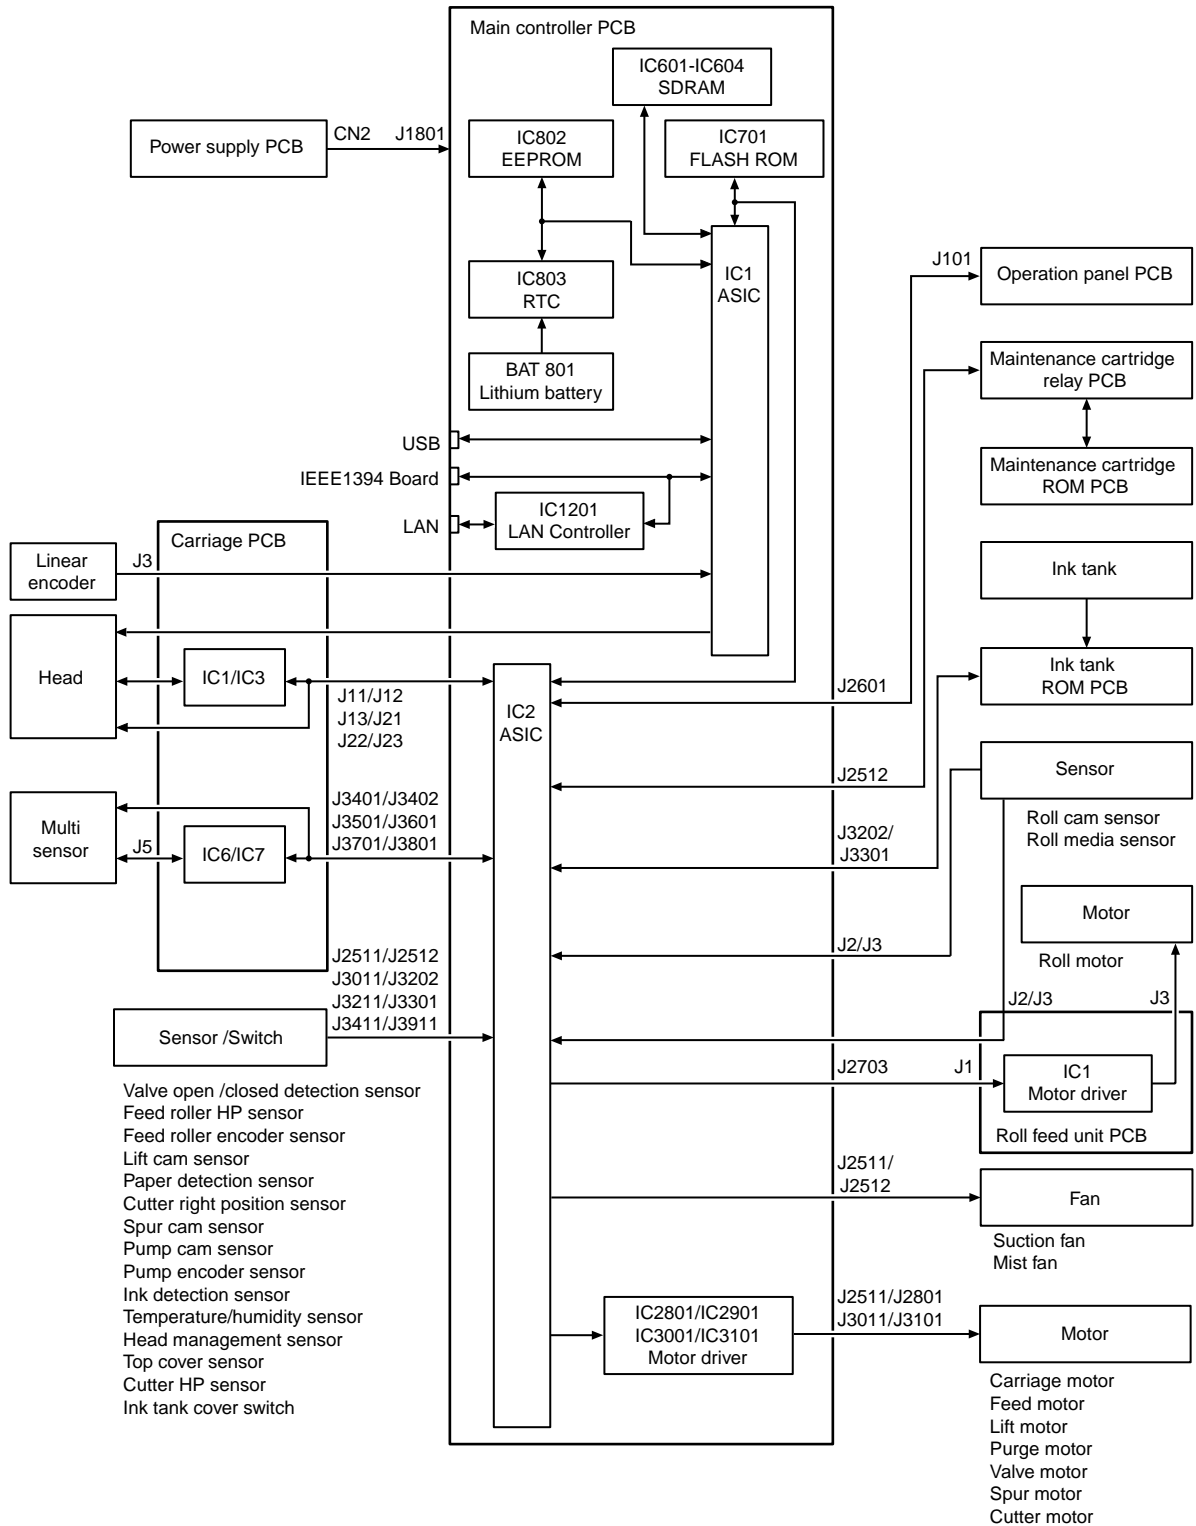 Main controller PCB
IC601-IC604
SDRAM
Power supply PCB
CN2
J1801
IC802
EEPROM
IC701
FLASH ROM
IC803
RTC
IC1
ASIC
BAT 801
Lithium battery
J101
Operation panel PCB
Maintenance cartridge
relay PCB
USB
IEEE1394 Board
Maintenance cartridge
ROM PCB
IC1201
LAN Controller
LAN
Carriage PCB
Linear
encoder
J3
Ink tank
Head
IC1/IC3
J11/J12
J13/J21
J22/J23
IC2
ASIC
J2601
Ink tank
ROM PCB
J2512
Sensor
Roll cam sensor
Roll media sensor
Multi
sensor
J5
IC6/IC7
J3401/J3402
J3501/J3601
J3701/J3801
J3202/
J3301
Motor
Roll motor
J2/J3
J2511/J2512
J3011/J3202
J3211/J3301
J3411/J3911
Sensor /Switch
J2/J3
J3
J2703
J1
IC1
Motor driver
Roll feed unit PCB
Valve open /closed detection sensor
Feed roller HP sensor
Feed roller encoder sensor
Lift cam sensor
Paper detection sensor
Cutter right position sensor
Spur cam sensor
Pump cam sensor
Pump encoder sensor
Ink detection sensor
Temperature/humidity sensor
Head management sensor
Top cover sensor
Cutter HP sensor
Ink tank cover switch
J2511/
J2512
Fan
Suction fan
Mist fan
IC2801/IC2901
IC3001/IC3101
Motor driver
J2511/J2801
J3011/J3101
Motor
Carriage motor
Feed motor
Lift motor
Purge motor
Valve motor
Spur motor
Cutter motor